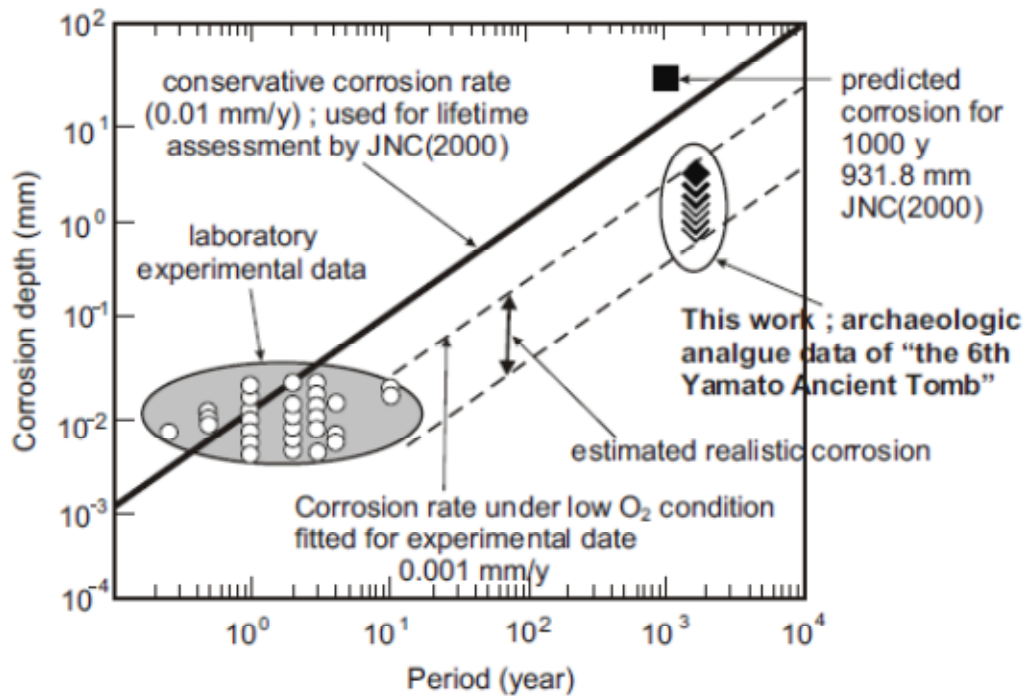 10²
conservative corrosion rate
(0.01 mm/y) ; used for lifetime
assessment by JNC(2000)
predicted
corrosion for
1000 y
931.8 mm
JNC(2000)
10¹
10⁰
laboratory
experimental data
10⁻¹
This work ; archaeologic
analgue data of "the 6th
Yamato Ancient Tomb"
10⁻²
estimated realistic corrosion
10⁻³
Corrosion rate under low O₂ condition
fitted for experimental date
0.001 mm/y
10⁻⁴
Corrosion depth (mm)
10⁰ 10¹ 10² 10³ 10⁴
Period (year)